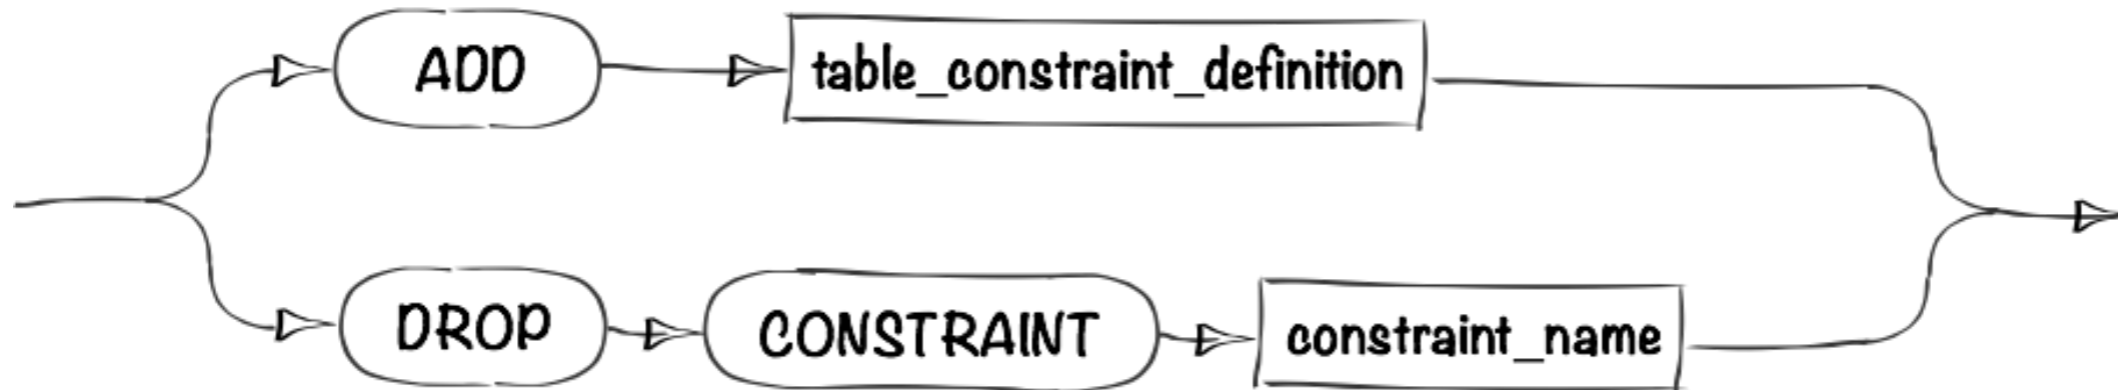 ADD table_constraint_definition
DROP CONSTRAINT constraint_name